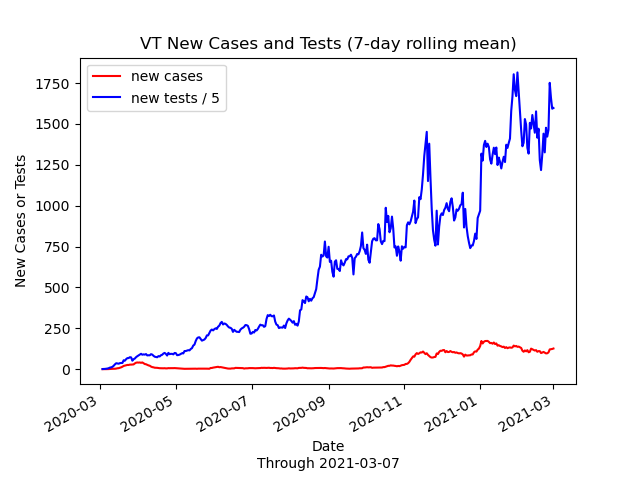 VT New Cases and Tests (7-day rolling mean)
new cases
new tests / 5
New Cases or Tests
1750
1500
1250
1000
750
500
250
0
2020-03
2020-05
2020-07
2020-09
2020-11
2021-01
2021-03
Date
Through 2021-03-07